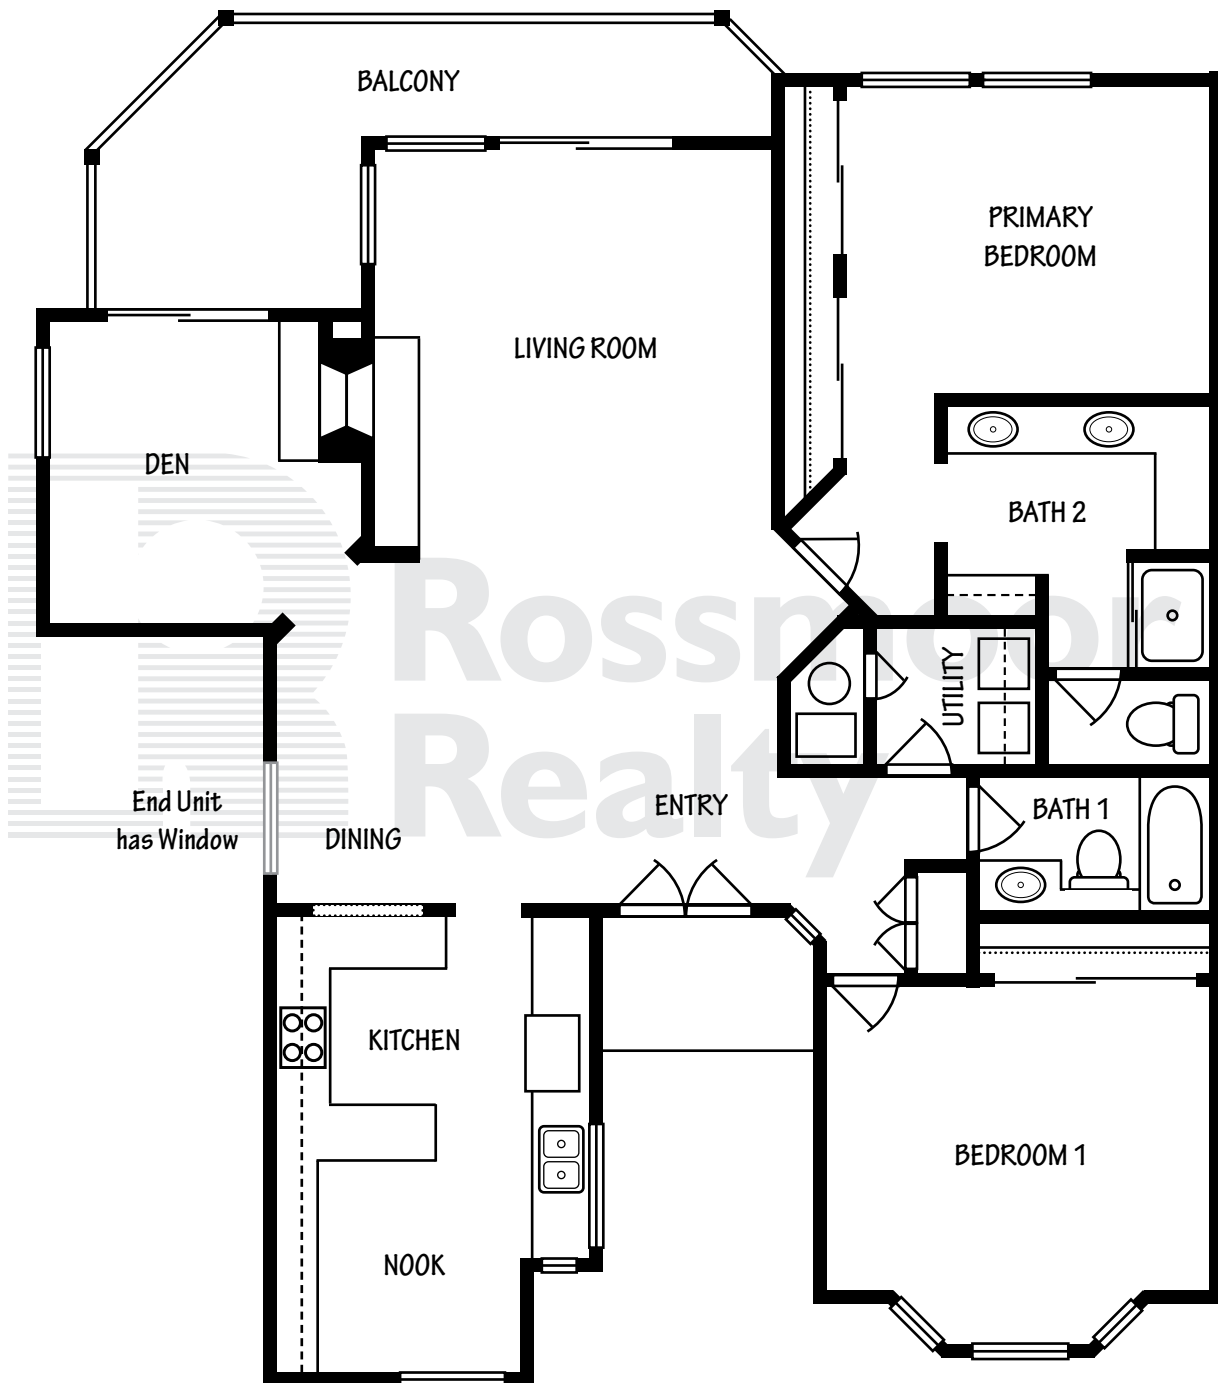 BALCONY
PRIMARY
BEDROOM
LIVING ROOM
DEN
BATH 2
Rossmoor
Realty
UTILITY
End Unit
has Window
DINING
ENTRY
BATH 1
KITCHEN
BEDROOM 1
NOOK